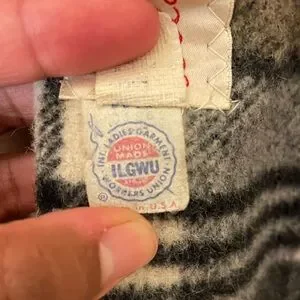 INT. LADIES GARMENT
UNION
MADE
ILGWU
WORKERS UNION
®
U.S.A.